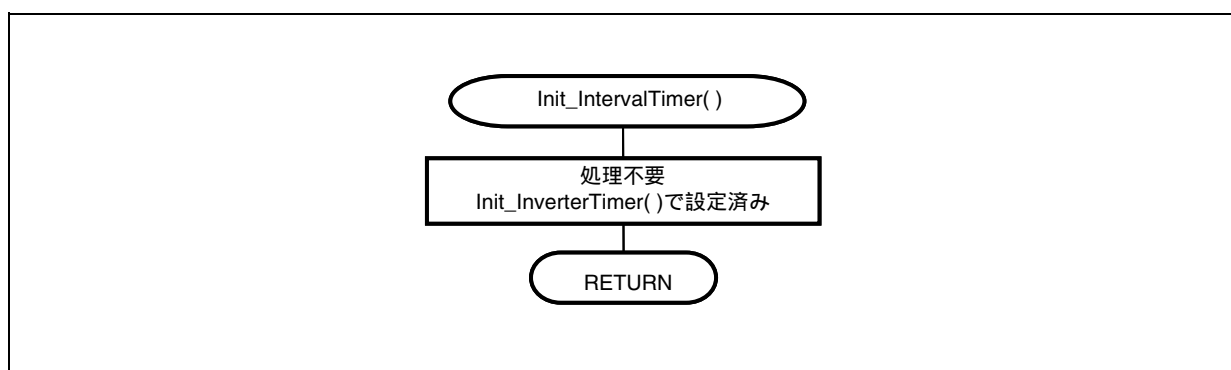 Init_IntervalTimer( )
処理不要
Init_InverterTimer( )で設定済み
RETURN